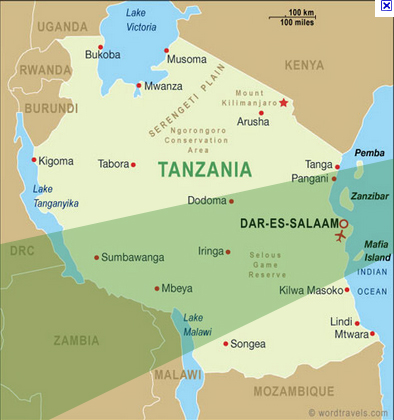 100 km
100 miles
Lake
Victoria
UGANDA
Bukoba
Musoma
KENYA
RWANDA
Mwanza
SERENGETI PLAIN
Mount
Kilimanjaro
BURUNDI
Arusha
Ngorongoro
Conservation
Area
Pemba
Kigoma
Tabora
TANZANIA
Tanga
Pangani
Lake
Tanganyika
Zanzibar
Dodoma
DAR-ES-SALAAM
DRC
Sumbawanga
Iringa
Selous
Game
Reserve
Mafia
Island
INDIAN
OCEAN
Mbeya
Kilwa Masoko
Lake
Malawi
Lindi
Mtwara
ZAMBIA
Songea
MALAWI
MOZAMBIQUE
© wordtravels.com